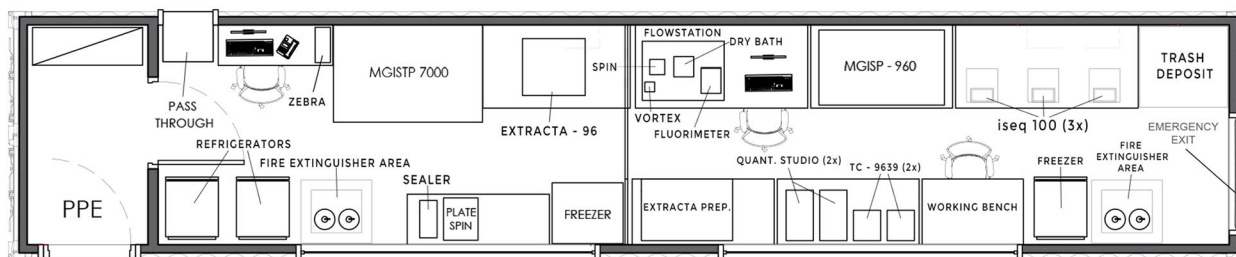 PPE
PASS
THROUGH
ZEBRA
MGISTP 7000
EXTRACTA - 96
REFRIGERATORS
FIRE EXTINGUISHER AREA
SEALER
PLATE
SPIN
FREEZER
FLOWSTATION
DRY BATH
SPIN
VORTEX
FLUORIMETER
MGISP - 960
iseq 100 (3x)
TRASH
DEPOSIT
EMERGENCY
EXIT
EXTRACTA PREP.
QUANT. STUDIO (2x)
TC - 9639 (2x)
WORKING BENCH
FREEZER
FIRE
EXTINGUISHER
AREA